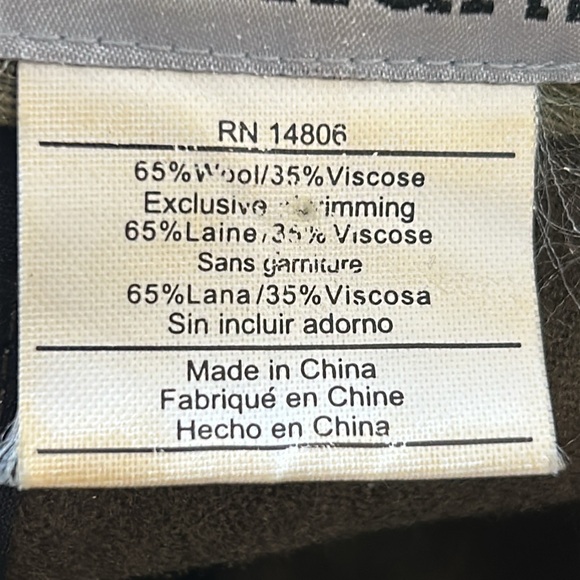 RN 14806
65%Wool/35%Viscose
Exclusive Trimming
65%Laine/35% Viscose
Sans garniture
65%Lana/35%Viscosa
Sin incluir adorno
Made in China
Fabriqué en Chine
Hecho en China